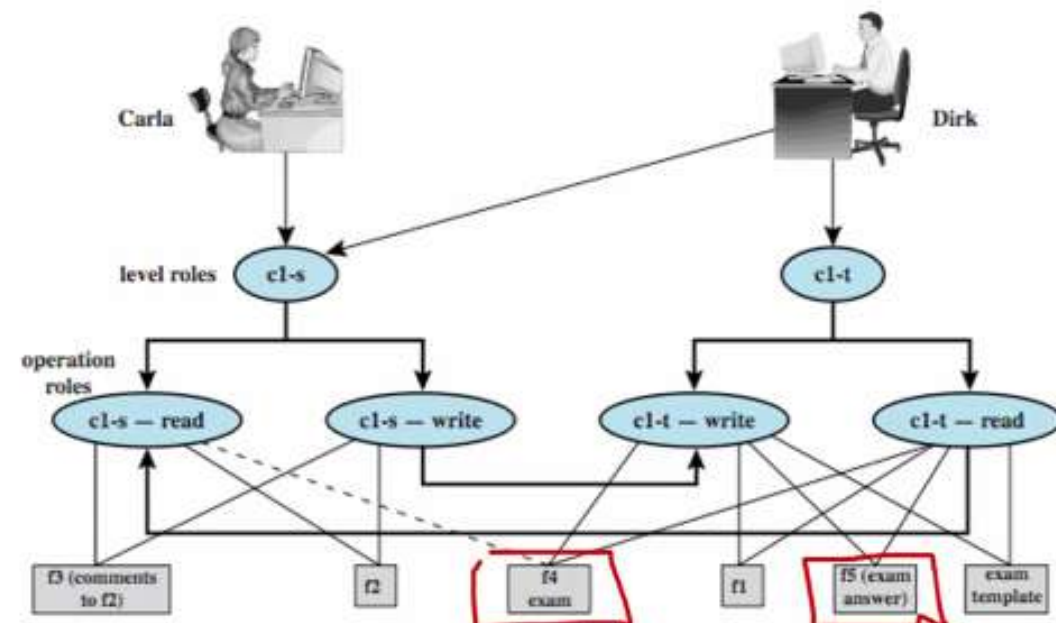 Carla
Dirk
level roles
c1-s
c1-t
operation
roles
c1-s — read
c1-s — write
c1-t — write
c1-t — read
f3 (comments
to f2)
f2
f4
exam
f1
f5 (exam
answer)
exam
template